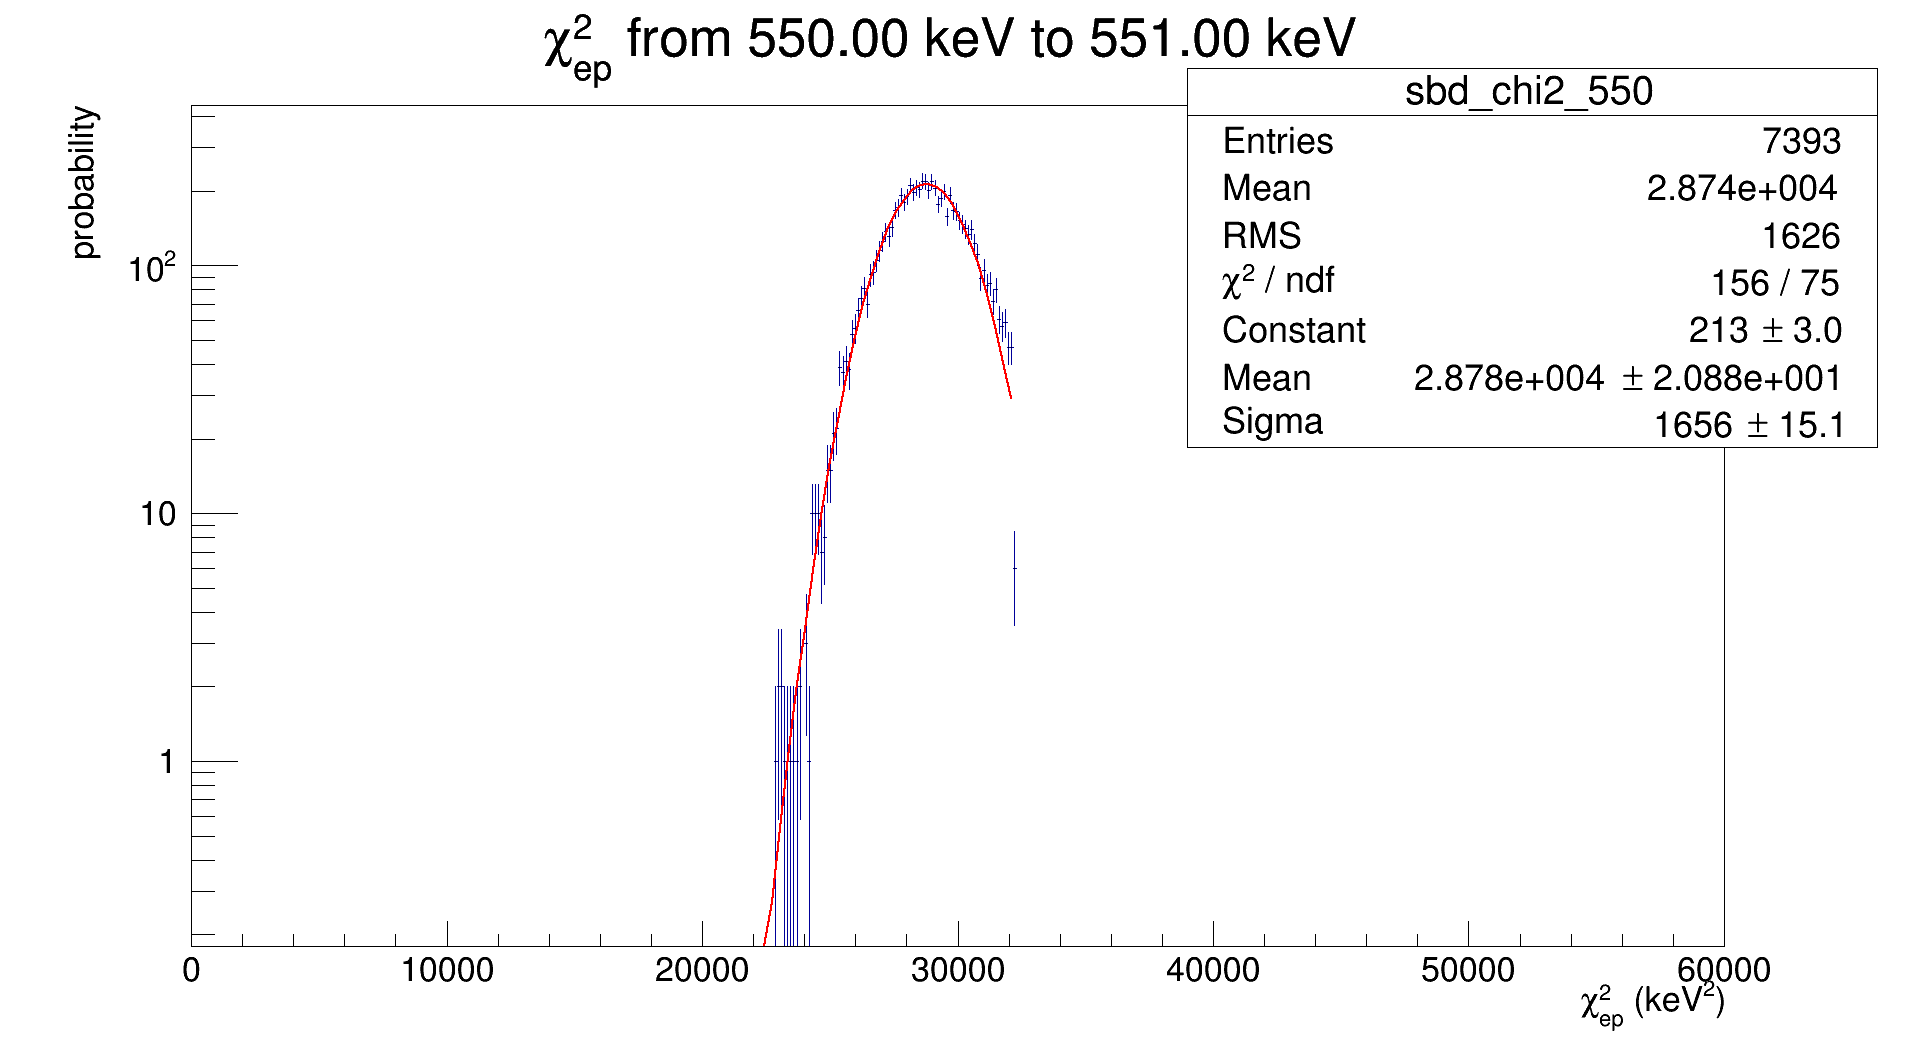 χ²ep from 550.00 keV to 551.00 keV
probability
sbd_chi2_550
Entries 7393
Mean 2.874e+004
RMS 1626
χ² / ndf 156 / 75
Constant 213 ± 3.0
Mean 2.878e+004 ± 2.088e+001
Sigma 1656 ± 15.1
10²
10
1
0 10000 20000 30000 40000 50000 60000
χ²ep (keV²)